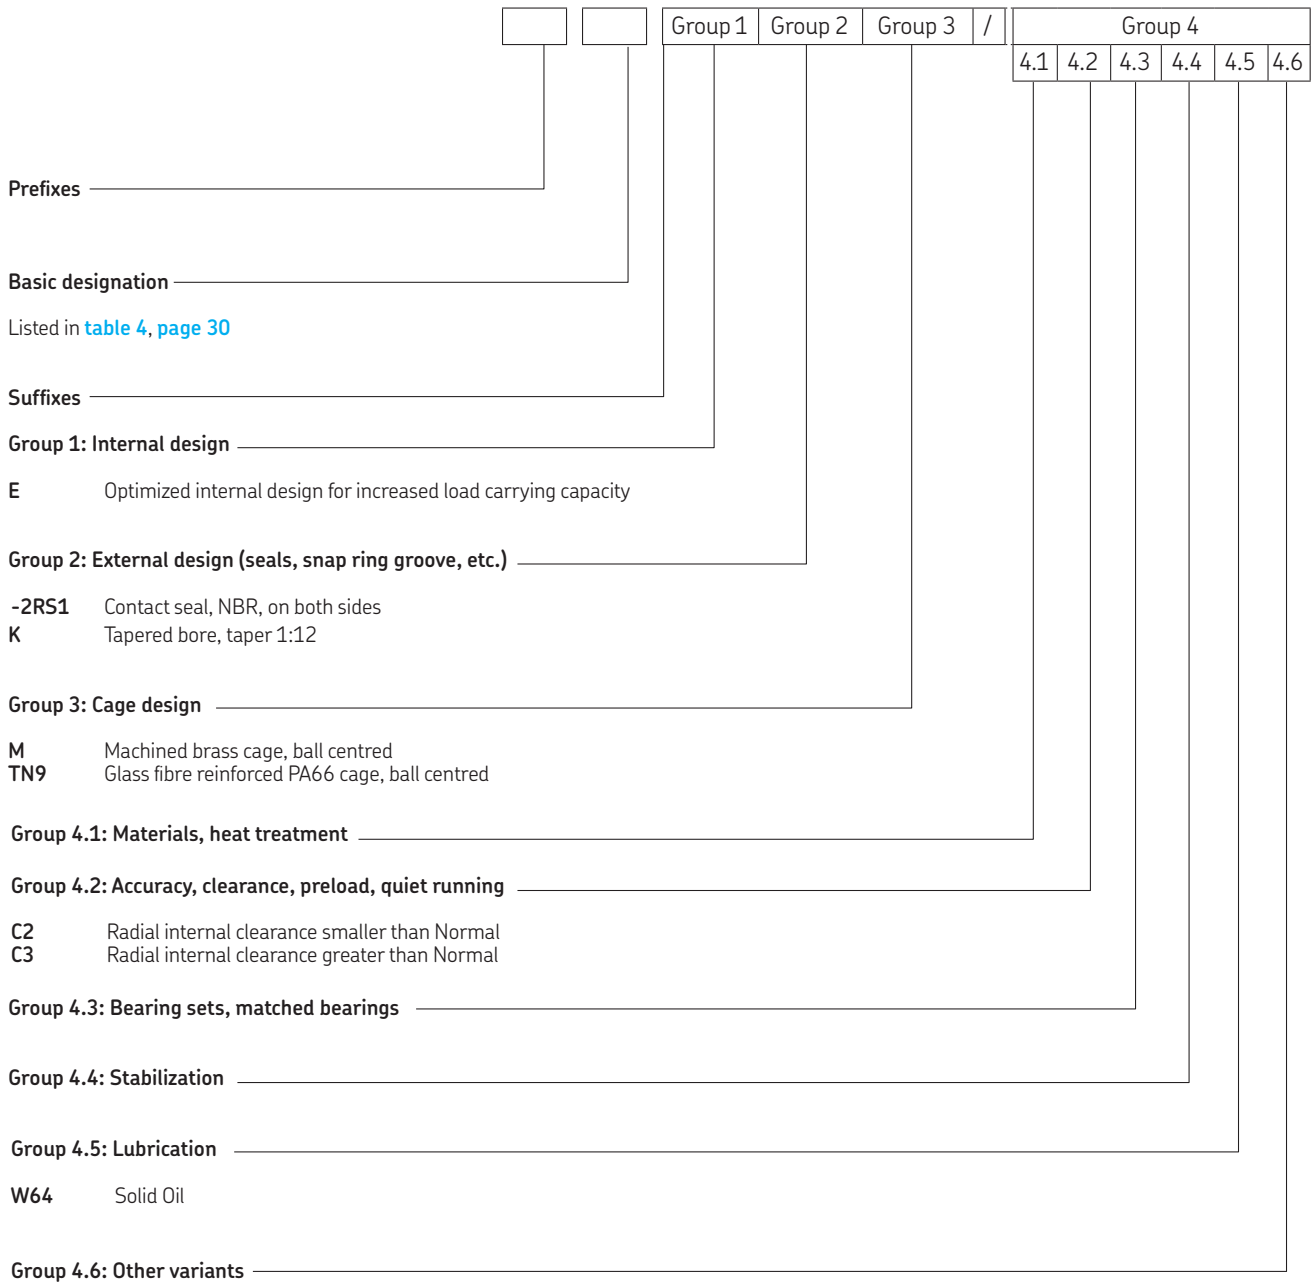 Group 1 Group 2 Group 3 / Group 4
4.1 4.2 4.3 4.4 4.5 4.6
Prefixes
Basic designation
Listed in table 4, page 30
Suffixes
Group 1: Internal design
E Optimized internal design for increased load carrying capacity
Group 2: External design (seals, snap ring groove, etc.)
-2RS1 Contact seal, NBR, on both sides
K Tapered bore, taper 1:12
Group 3: Cage design
M Machined brass cage, ball centred
TN9 Glass fibre reinforced PA66 cage, ball centred
Group 4.1: Materials, heat treatment
Group 4.2: Accuracy, clearance, preload, quiet running
C2 Radial internal clearance smaller than Normal
C3 Radial internal clearance greater than Normal
Group 4.3: Bearing sets, matched bearings
Group 4.4: Stabilization
Group 4.5: Lubrication
W64 Solid Oil
Group 4.6: Other variants